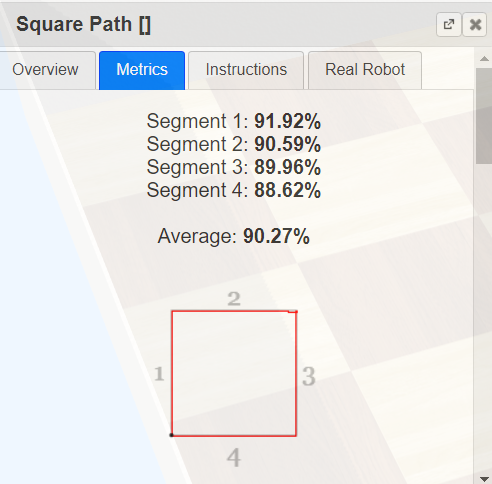 Square Path []
Overview Metrics Instructions Real Robot
Segment 1: 91.92%
Segment 2: 90.59%
Segment 3: 89.96%
Segment 4: 88.62%
Average: 90.27%
2
1 3
4